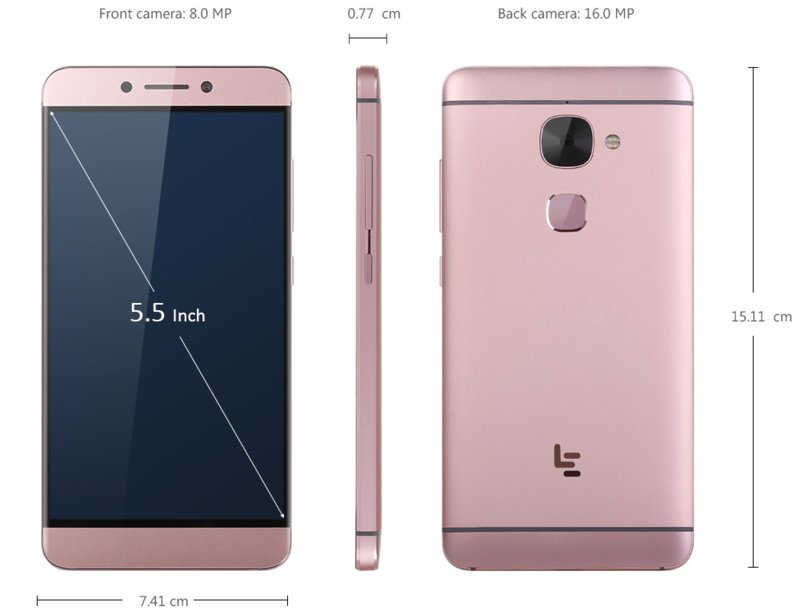 Front camera: 8.0 MP
0.77 cm
Back camera: 16.0 MP
5.5 Inch
15.11 cm
LE
7.41 cm